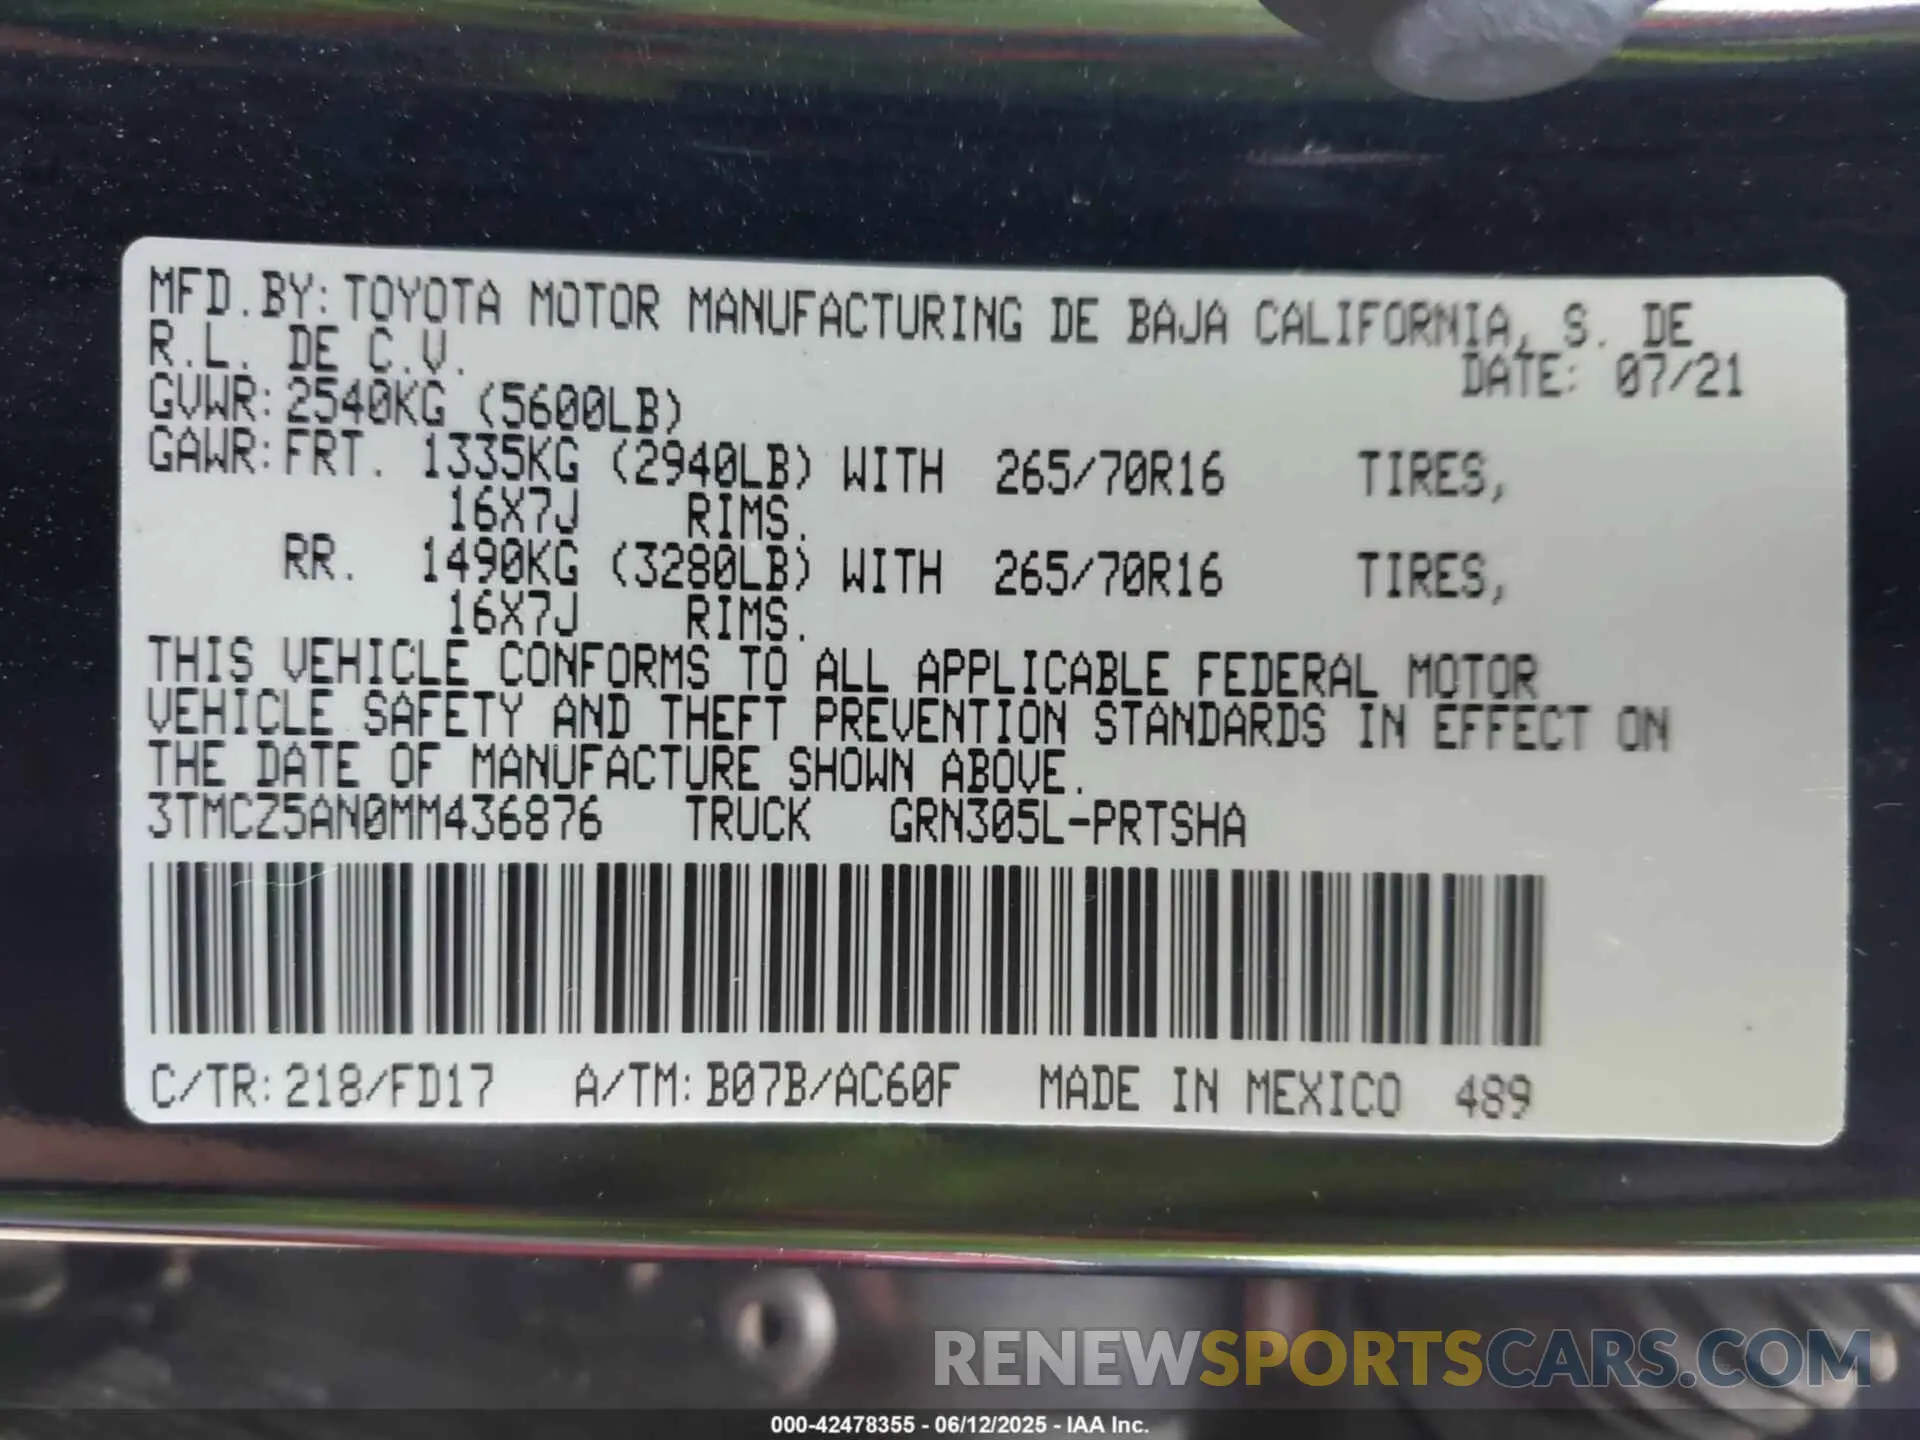 MFD.BY:TOYOTA MOTOR MANUFACTURING DE BAJA CALIFORNIA, S. DE
R.L. DE C.V.
DATE: 07/21
GVWR:2540KG (5600LB)
GAWR:FRT. 1335KG (2940LB) WITH 265/70R16 TIRES,
16X7J RIMS.
RR. 1490KG (3280LB) WITH 265/70R16 TIRES,
16X7J RIMS.
THIS VEHICLE CONFORMS TO ALL APPLICABLE FEDERAL MOTOR
VEHICLE SAFETY AND THEFT PREVENTION STANDARDS IN EFFECT ON
THE DATE OF MANUFACTURE SHOWN ABOVE.
3TMCZ5AN0MM436876 TRUCK GRN305L-PRTSHA
C/TR:218/FD17 A/TM:B07B/AC60F MADE IN MEXICO 489
RENEWSPORTSCARS.COM
000-42478355 - 06/12/2025 - IAA Inc.